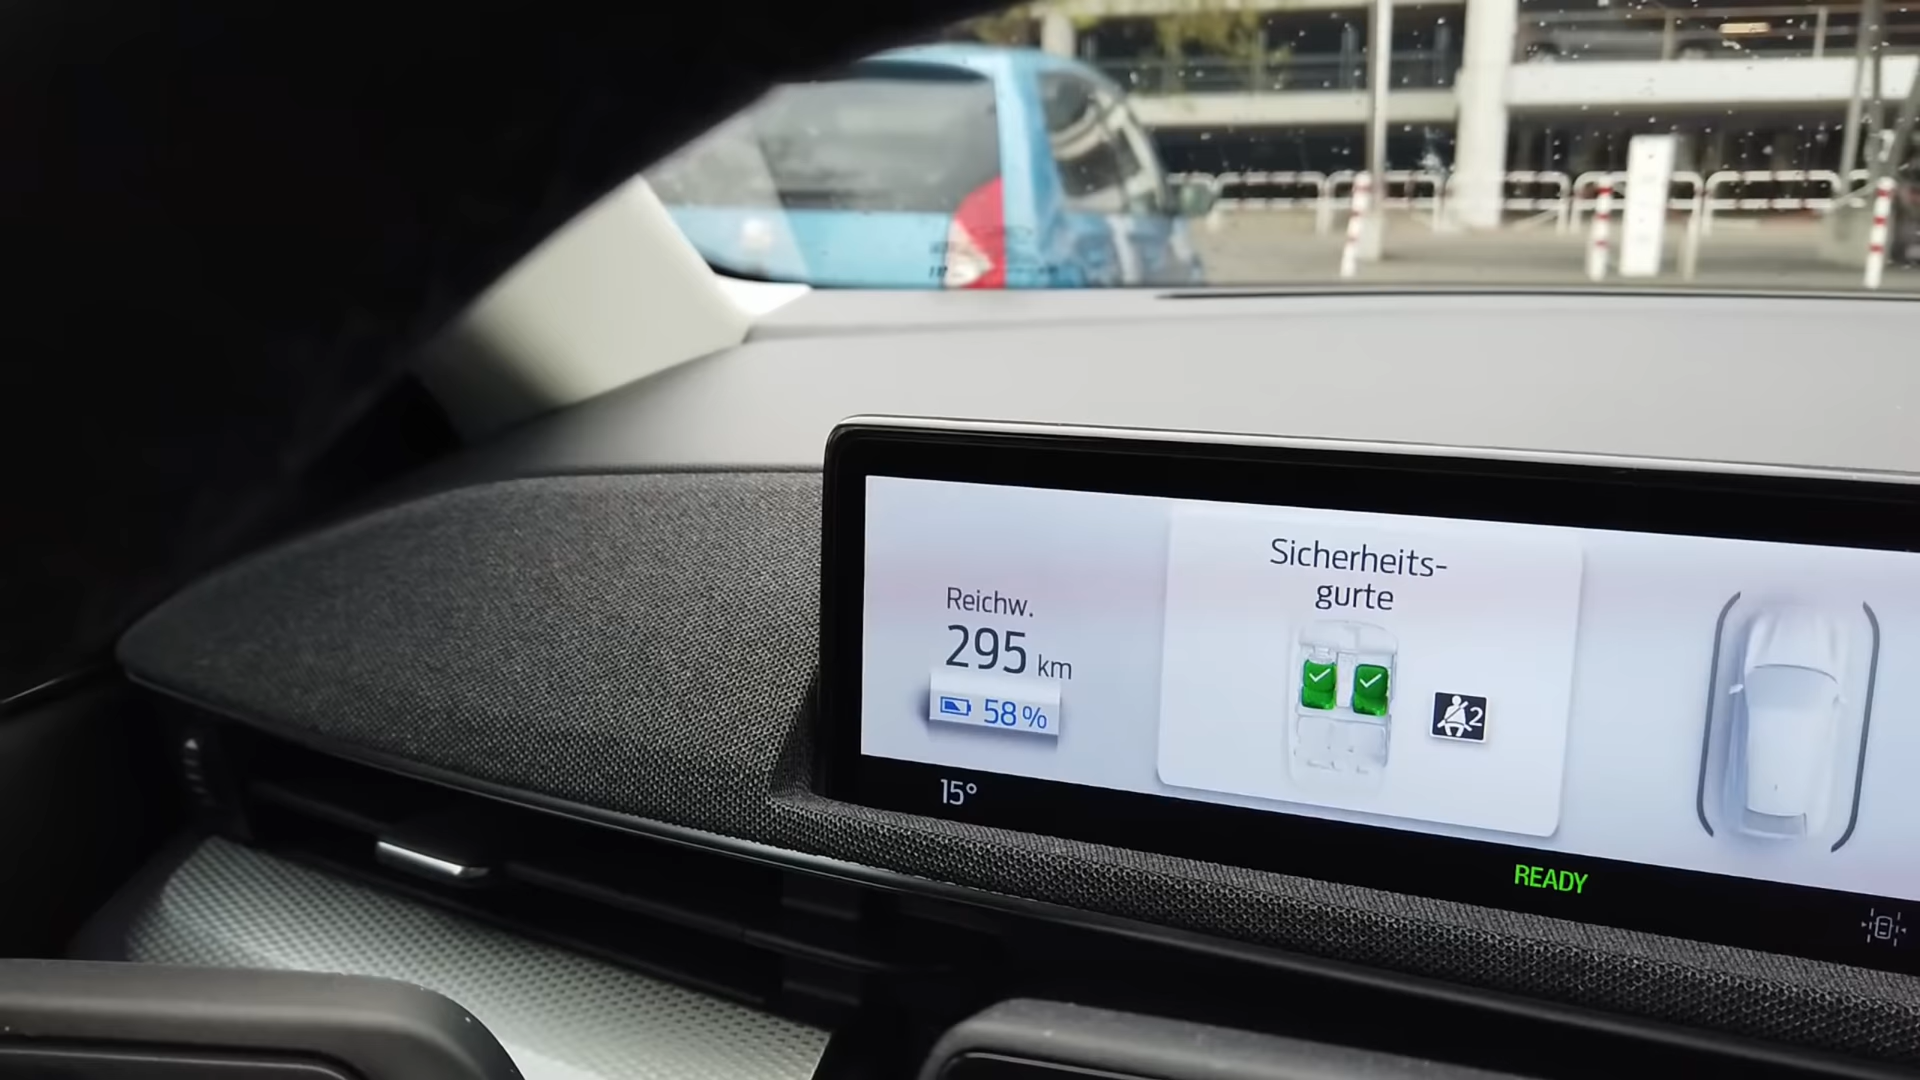 Reichw.
295 km
58 %
15°
Sicherheits-
gurte
2
READY